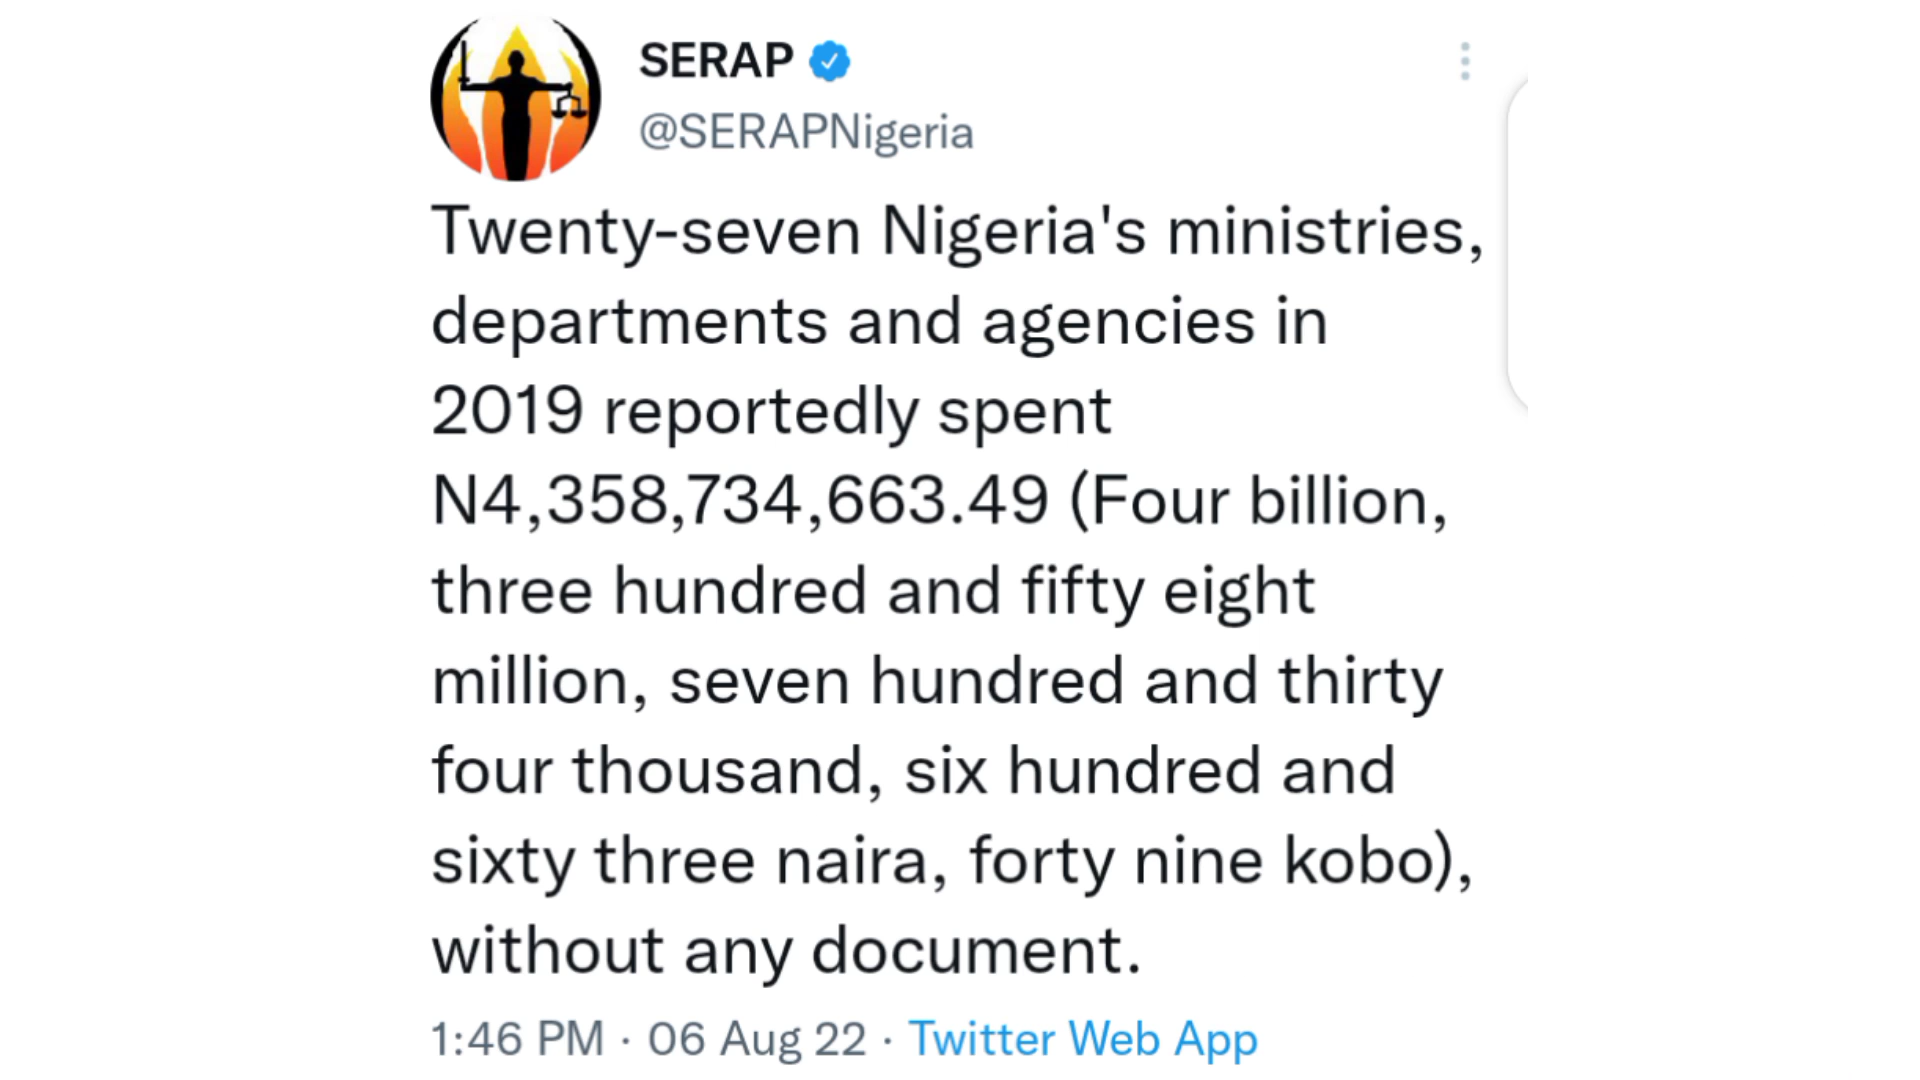 SERAP
@SERAPNigeria
Twenty-seven Nigeria's ministries,
departments and agencies in
2019 reportedly spent
N4,358,734,663.49 (Four billion,
three hundred and fifty eight
million, seven hundred and thirty
four thousand, six hundred and
sixty three naira, forty nine kobo),
without any document.
1:46 PM · 06 Aug 22 · Twitter Web App